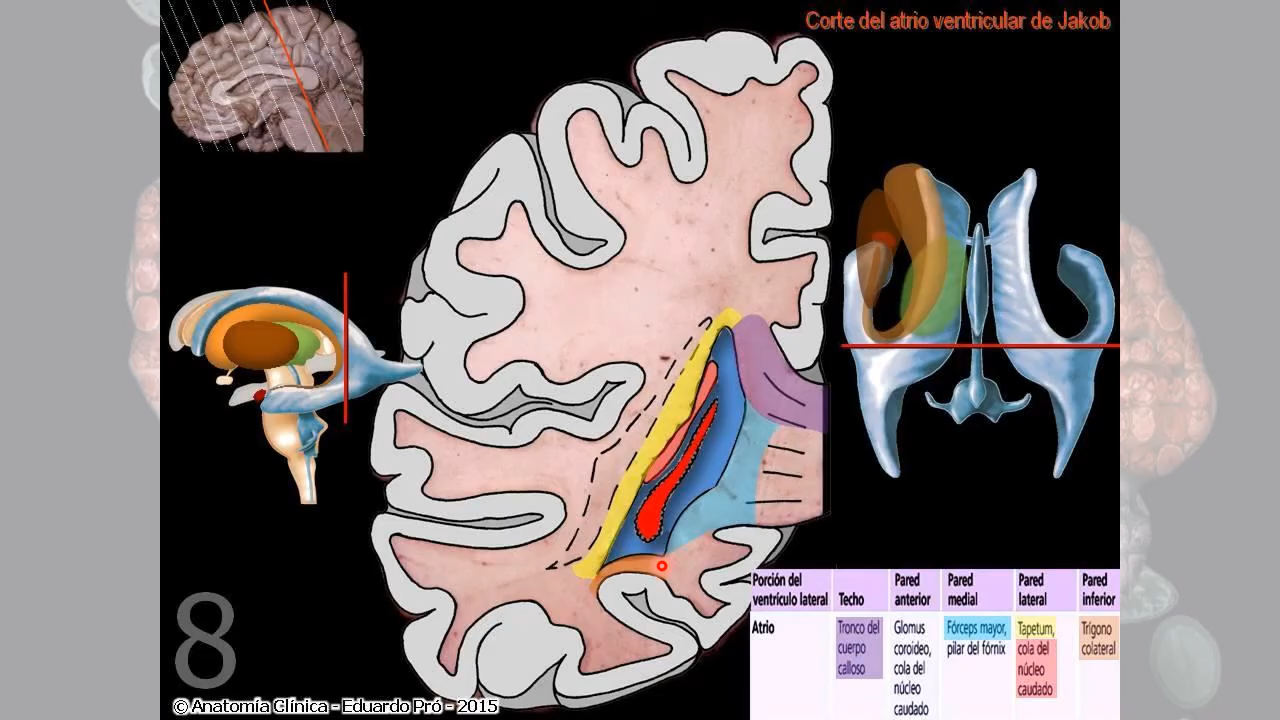 Corte del atrio ventricular de Jakob
8
© Anatomía Clínica - Eduardo Pró - 2015
Porción del ventrículo lateral Techo Pared anterior Pared medial Pared lateral Pared inferior
Atrio Tronco del cuerpo calloso Glomus coroideo, cola del núcleo caudado Fórceps mayor, pilar del fórnix Tapetum, cola del núcleo caudado Trígono colateral